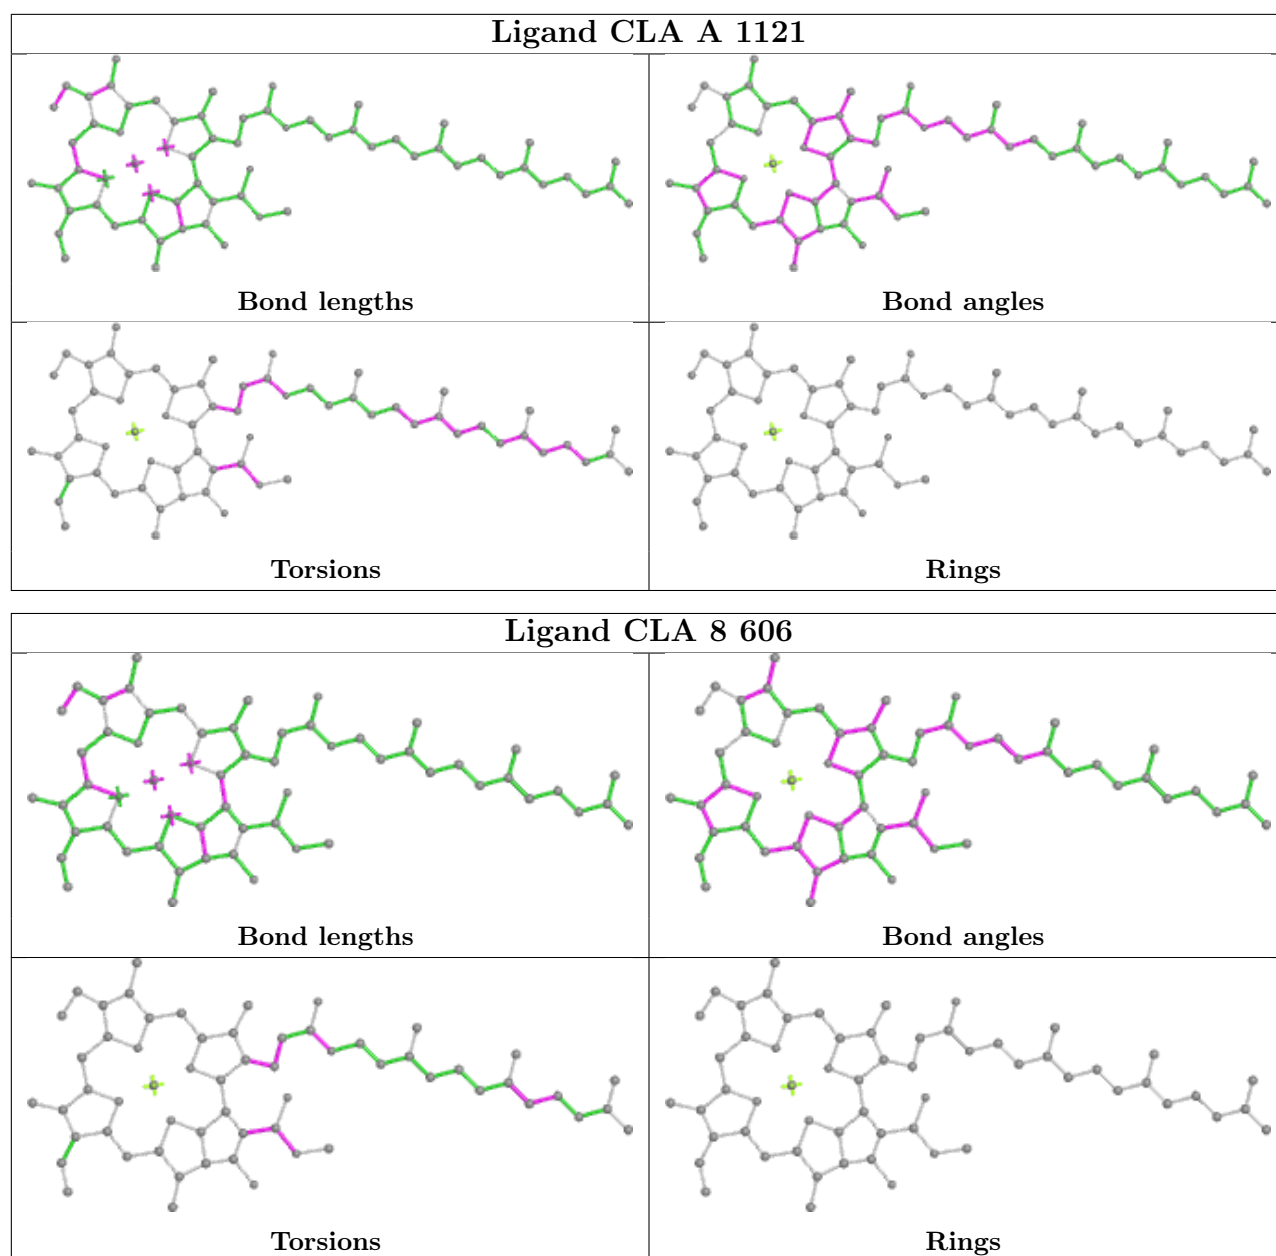 Ligand CLA A 1121
Bond lengths
Bond angles
Torsions
Rings
Ligand CLA 8 606
Bond lengths
Bond angles
Torsions
Rings